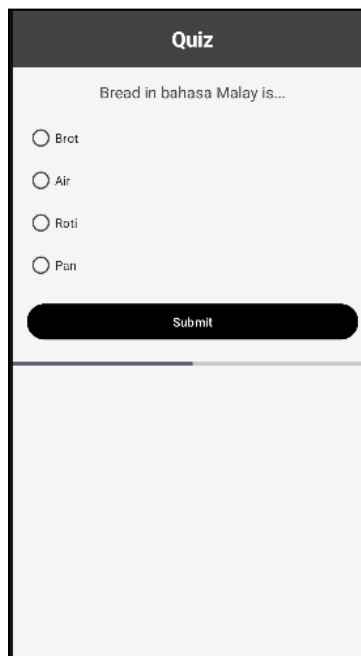 Quiz
Bread in bahasa Malay is...
Brot
Air
Roti
Pan
Submit